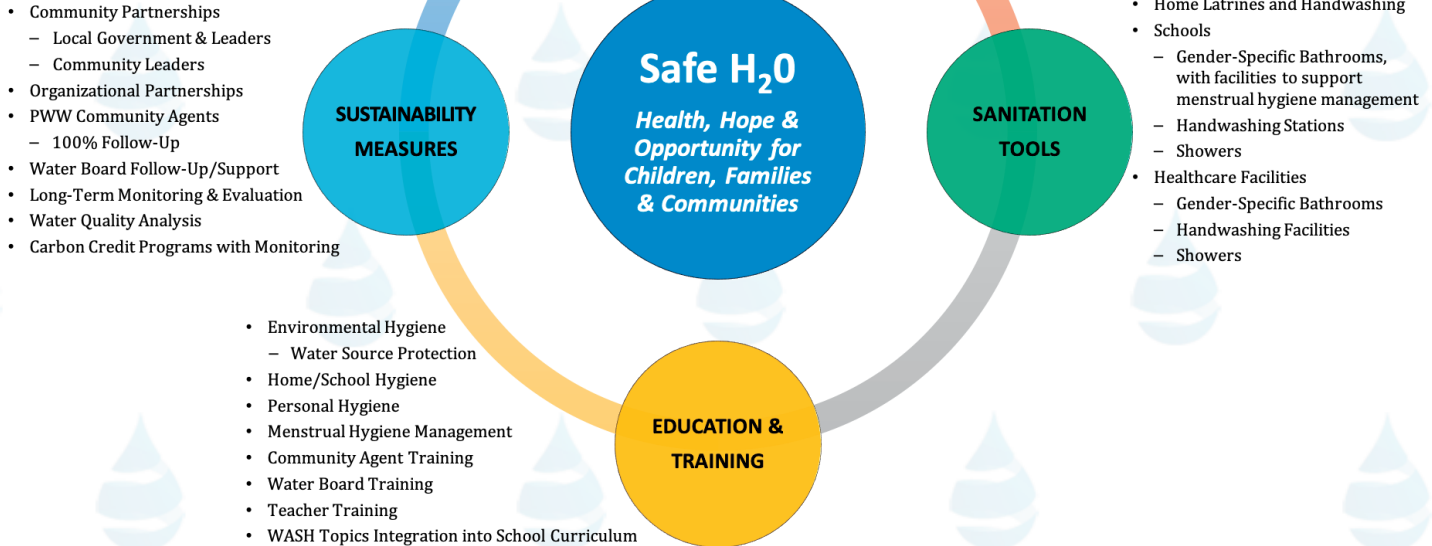 • Community Partnerships
– Local Government & Leaders
– Community Leaders
• Organizational Partnerships
• PWW Community Agents
– 100% Follow-Up
• Water Board Follow-Up/Support
• Long-Term Monitoring & Evaluation
• Water Quality Analysis
• Carbon Credit Programs with Monitoring
SUSTAINABILITY
MEASURES
Safe H₂0
Health, Hope &
Opportunity for
Children, Families
& Communities
SANITATION
TOOLS
• Home Latrines and Handwashing
• Schools
– Gender-Specific Bathrooms,
with facilities to support
menstrual hygiene management
– Handwashing Stations
– Showers
• Healthcare Facilities
– Gender-Specific Bathrooms
– Handwashing Facilities
– Showers
• Environmental Hygiene
– Water Source Protection
• Home/School Hygiene
• Personal Hygiene
• Menstrual Hygiene Management
• Community Agent Training
• Water Board Training
• Teacher Training
• WASH Topics Integration into School Curriculum
EDUCATION &
TRAINING